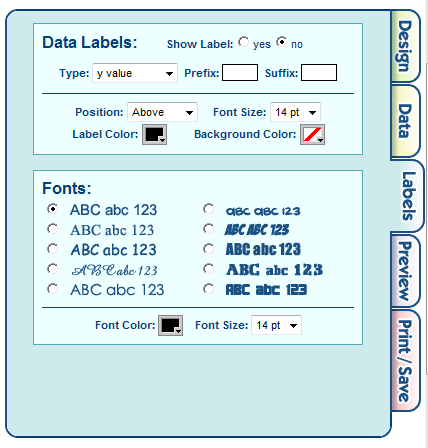 Data Labels: Show Label: yes no
Type: y value Prefix: Suffix:
Position: Above Font Size: 14 pt
Label Color: Background Color:
Fonts:
ABC abc 123 ABC ABC 123
ABC abc 123 ABC ABC 123
ABC abc 123 ABC abc 123
ABC abc 123 ABC abc 123
ABC abc 123 ABC abc 123
Font Color: Font Size: 14 pt
Design
Data
Labels
Preview
Print / Save